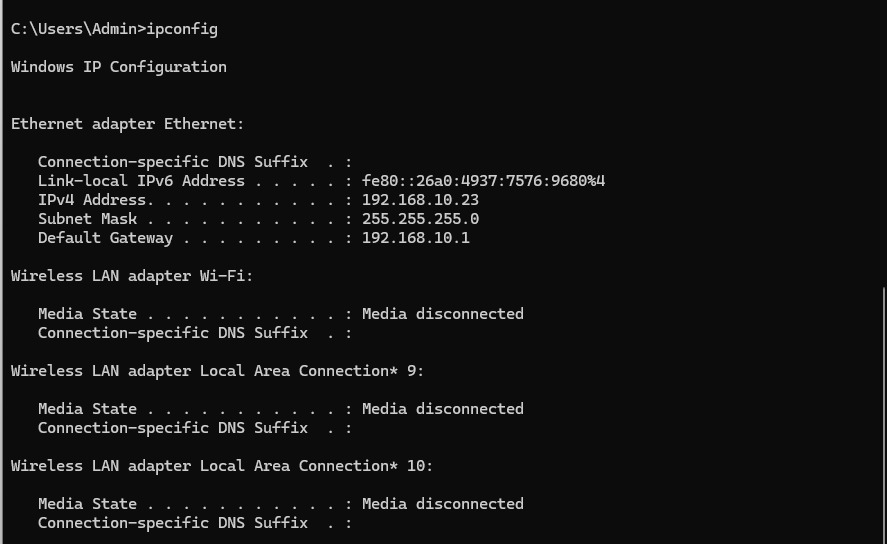 C:\Users\Admin>ipconfig
Windows IP Configuration
Ethernet adapter Ethernet:
Connection-specific DNS Suffix  . :
Link-local IPv6 Address . . . . . : fe80::26a0:4937:7576:9680%4
IPv4 Address. . . . . . . . . . . : 192.168.10.23
Subnet Mask . . . . . . . . . . . : 255.255.255.0
Default Gateway . . . . . . . . . : 192.168.10.1
Wireless LAN adapter Wi-Fi:
Media State . . . . . . . . . . . : Media disconnected
Connection-specific DNS Suffix  . :
Wireless LAN adapter Local Area Connection* 9:
Media State . . . . . . . . . . . : Media disconnected
Connection-specific DNS Suffix  . :
Wireless LAN adapter Local Area Connection* 10:
Media State . . . . . . . . . . . : Media disconnected
Connection-specific DNS Suffix  . :